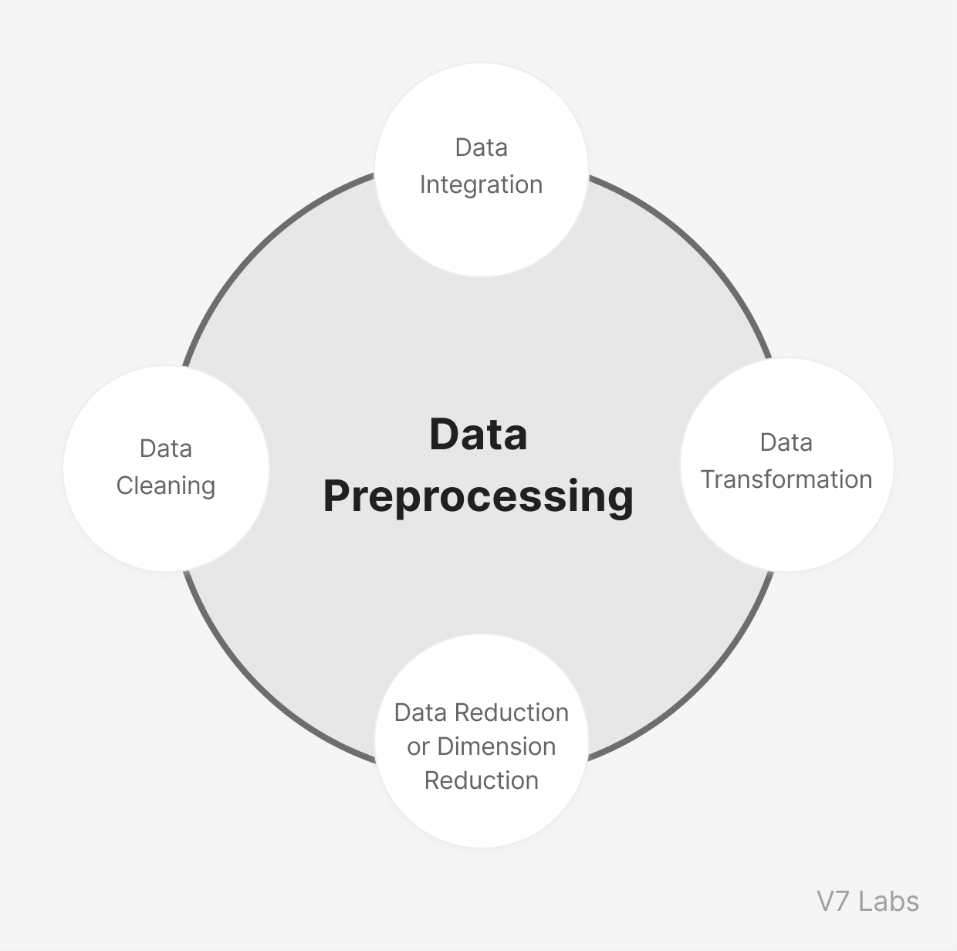 Data
Integration
Data
Cleaning
Data
Preprocessing
Data
Transformation
Data Reduction
or Dimension
Reduction
V7 Labs